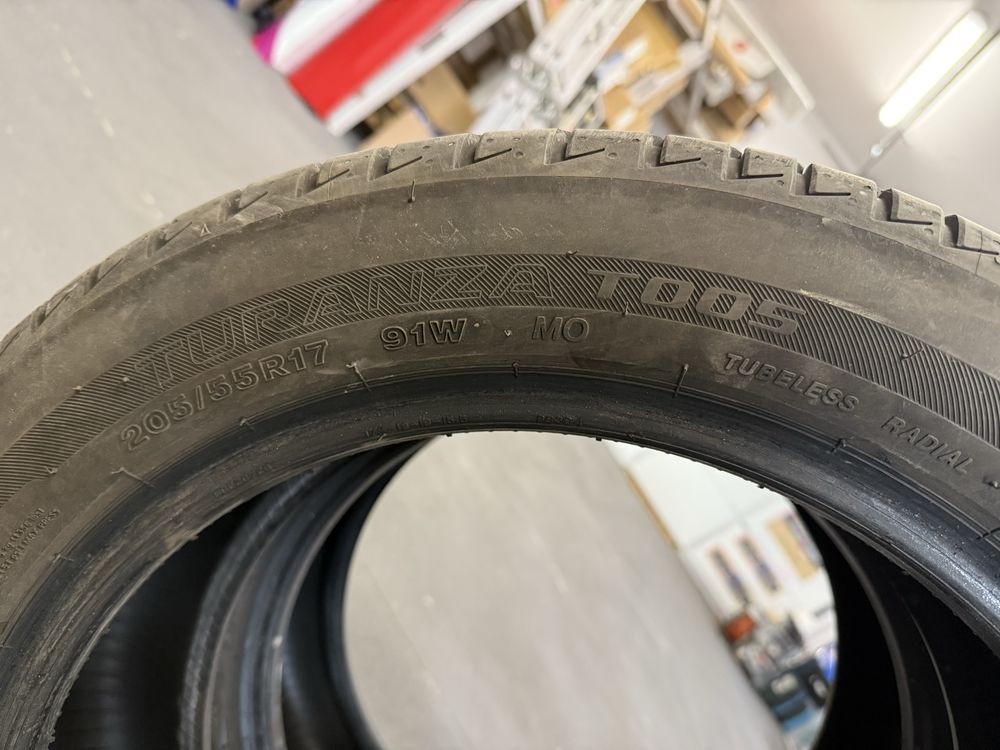 TURANZA T005
205/55R17 91W MO
TUBELESS RADIAL